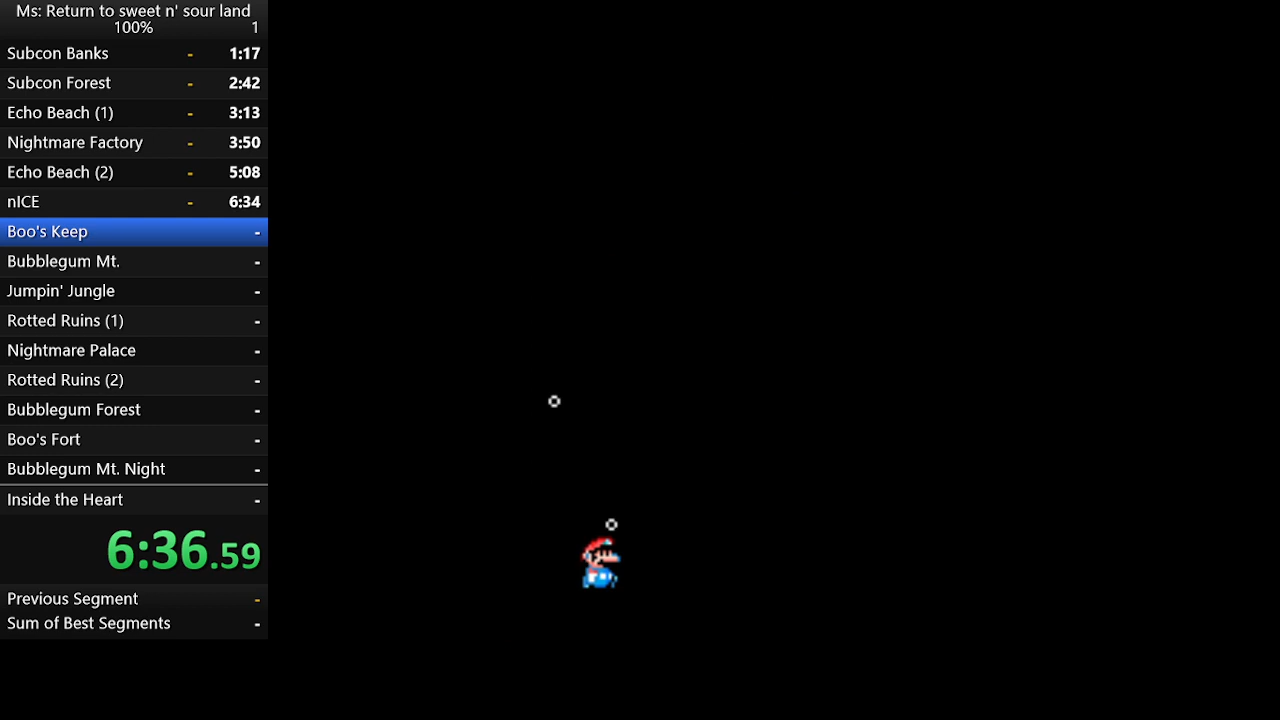 Ms: Return to sweet n' sour land
100% 1
Subcon Banks - 1:17
Subcon Forest - 2:42
Echo Beach (1) - 3:13
Nightmare Factory - 3:50
Echo Beach (2) - 5:08
nICE - 6:34
Boo's Keep -
Bubblegum Mt. -
Jumpin' Jungle -
Rotted Ruins (1) -
Nightmare Palace -
Rotted Ruins (2) -
Bubblegum Forest -
Boo's Fort -
Bubblegum Mt. Night -
Inside the Heart -
6:36.59
Previous Segment -
Sum of Best Segments -